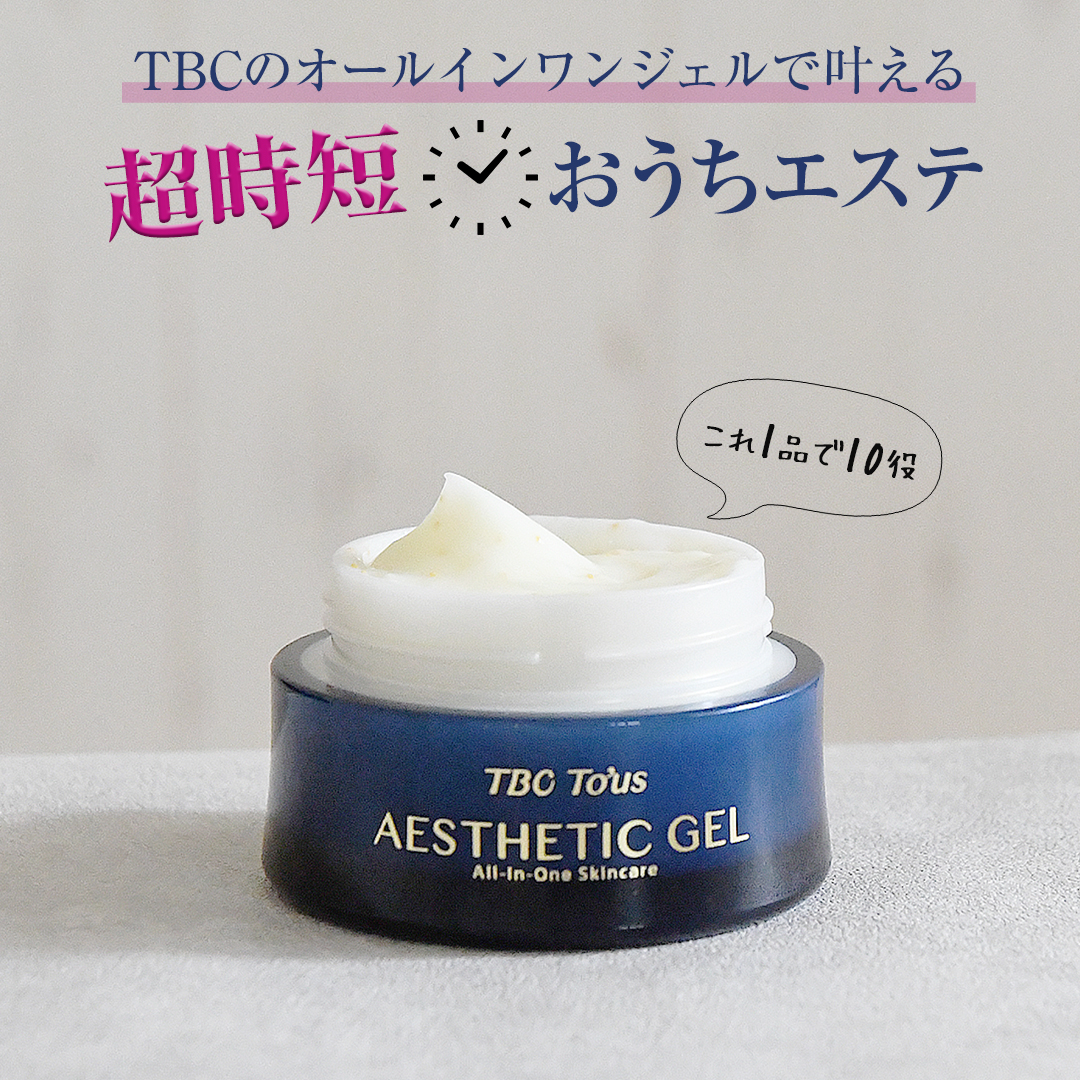 TBCのオールインワンジェルで叶える
超時短おうちエステ
これ1品で10役
TBC To'us
AESTHETIC GEL
All-In-One Skincare